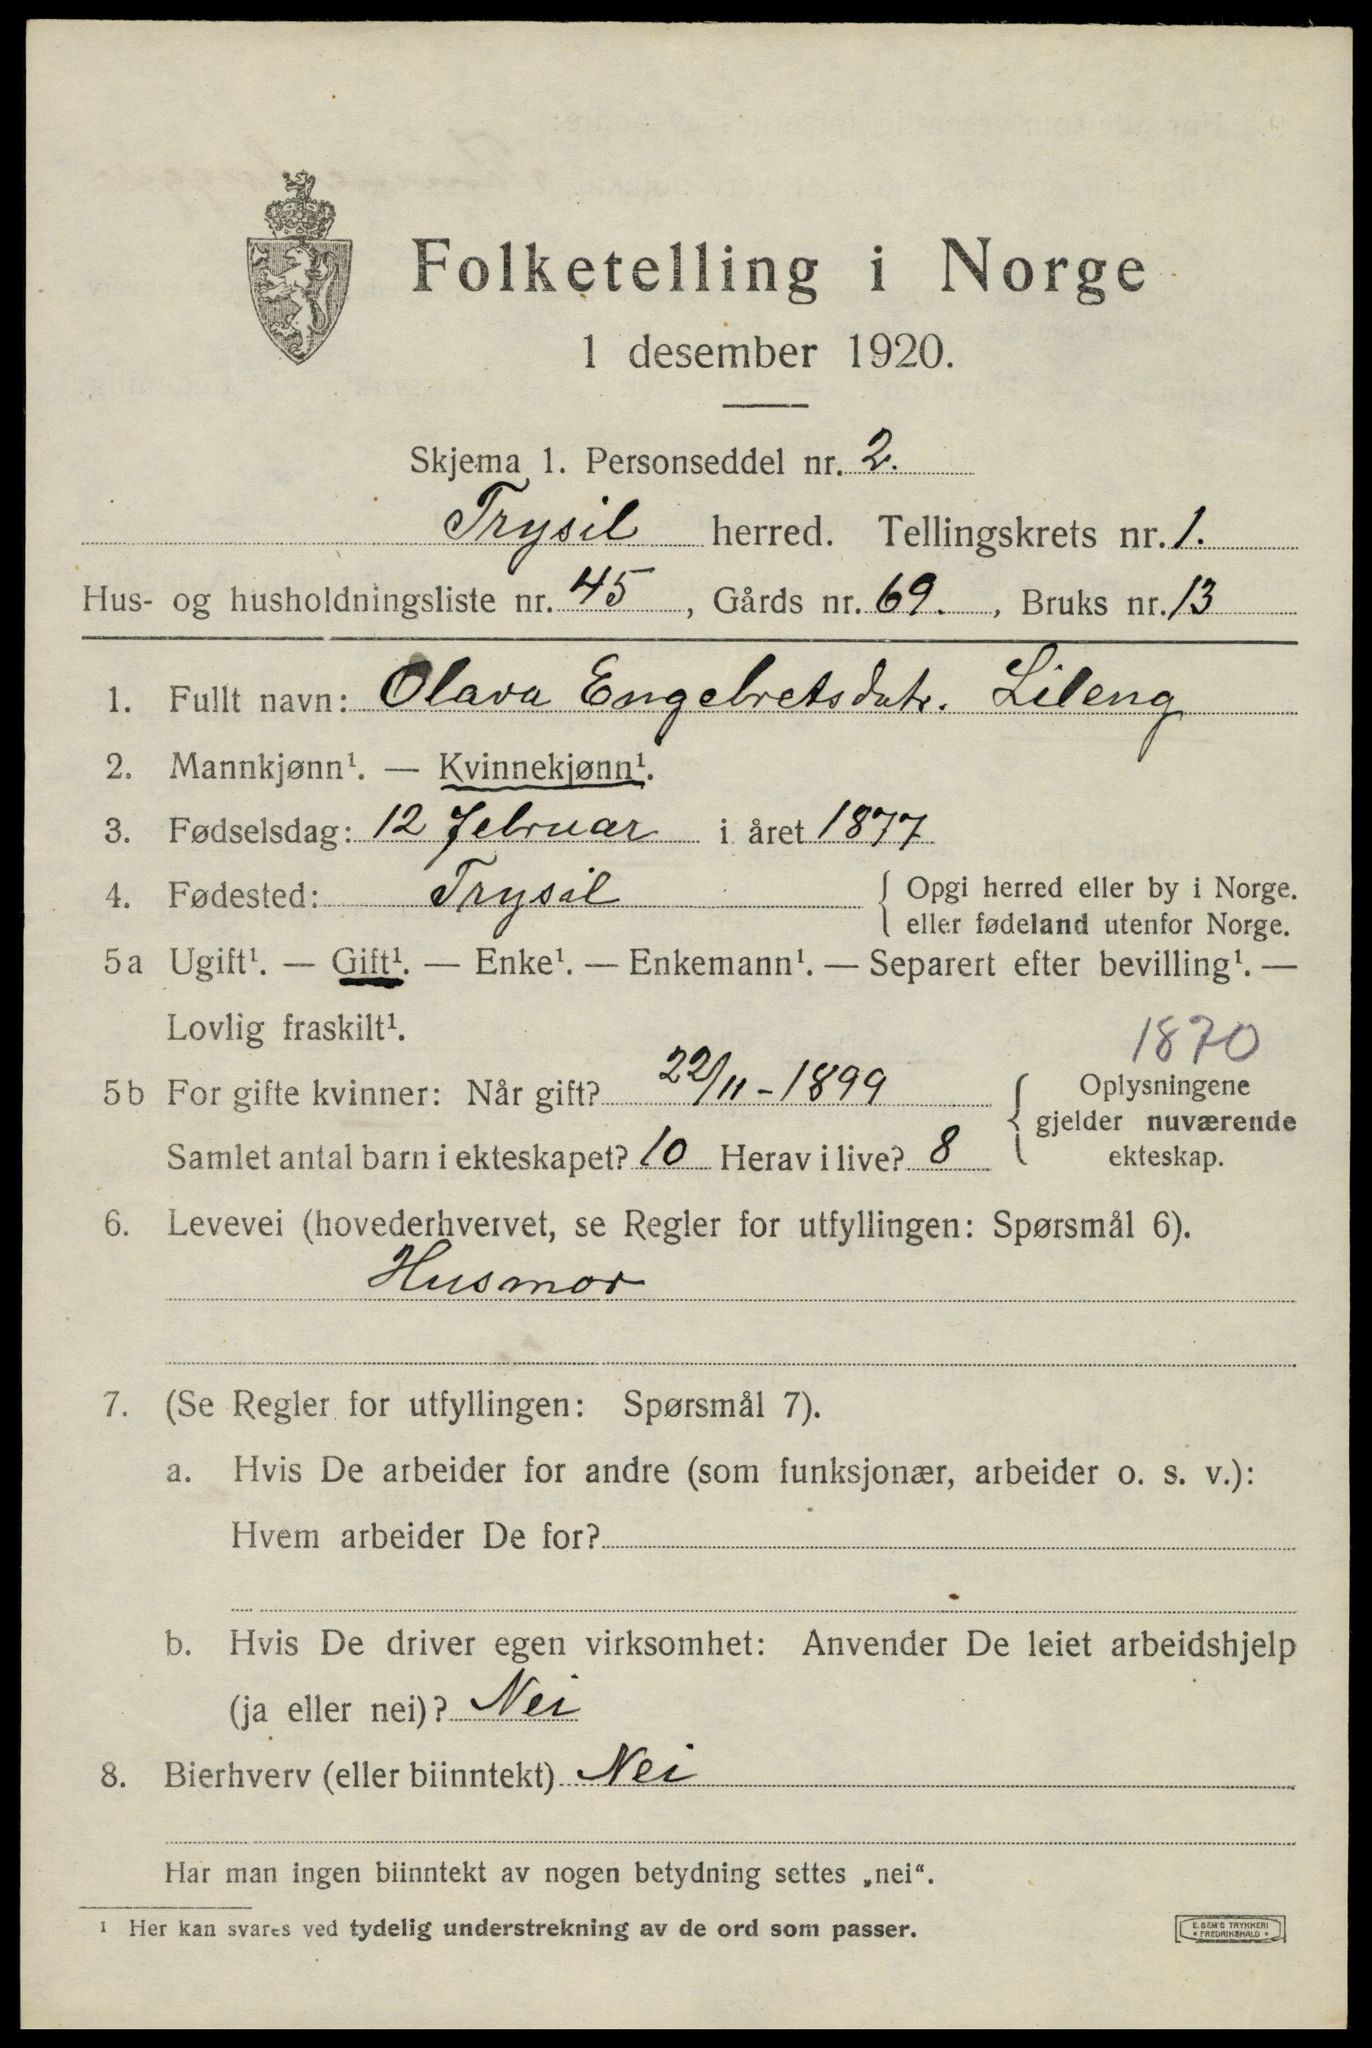 Folketelling i Norge
1 desember 1920.
Skjema 1. Personseddel nr. 2.
Trysil herred. Tellingskrets nr. 1.
Hus- og husholdningsliste nr. 45, Gårds nr. 69., Bruks nr. 13
1. Fullt navn: Olava Engebretsdatr. Lileng
2. Mannkjønn¹. — Kvinnekjønn¹.
3. Fødselsdag: 12 Februar i året 1877
4. Fødested: Trysil { Opgi herred eller by i Norge.
eller fødeland utenfor Norge.
5a Ugift¹. — Gift¹. — Enke¹. — Enkemann¹. — Separert efter bevilling¹. —
Lovlig fraskilt¹.
1870
5b For gifte kvinner: Når gift? 22/11-1899 { Oplysningene
gjelder nuværende
Samlet antal barn i ekteskapet? 10 Herav i live? 8 ekteskap.
6. Levevei (hovederhvervet, se Regler for utfyllingen: Spørsmål 6).
Husmor
7. (Se Regler for utfyllingen: Spørsmål 7).
a. Hvis De arbeider for andre (som funksjonær, arbeider o. s. v.):
Hvem arbeider De for?
b. Hvis De driver egen virksomhet: Anvender De leiet arbeidshjelp
(ja eller nei)? Nei
8. Bierhverv (eller biinntekt) Nei
Har man ingen biinntekt av nogen betydning settes „nei“.
¹ Her kan svares ved tydelig understrekning av de ord som passer.
E. SEM'S TRYKKERI
FREDRIKSHALD